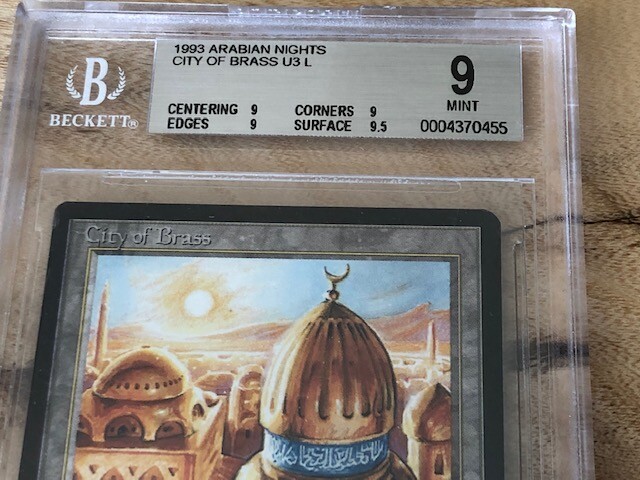 1993 ARABIAN NIGHTS
CITY OF BRASS U3 L
9
MINT
CENTERING 9 CORNERS 9
EDGES 9 SURFACE 9.5
0004370455
B
BECKETT®
City of Brass